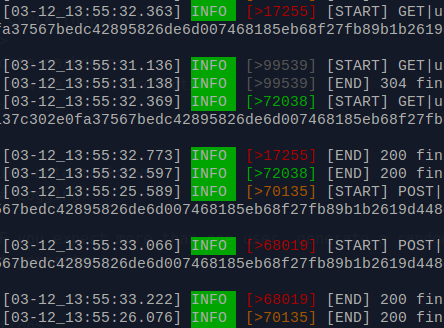 [03-12_13:55:32.363] INFO [>17255] [START] GET|u
fa37567bedc42895826de6d007468185eb68f27fb89b1b2619
[03-12_13:55:31.136] INFO [>99539] [START] GET|u
[03-12_13:55:31.138] INFO [>99539] [END] 304 fin
[03-12_13:55:32.369] INFO [>72038] [START] GET|u
137c302e0fa37567bedc42895826de6d007468185eb68f27fb
[03-12_13:55:32.773] INFO [>17255] [END] 200 fin
[03-12_13:55:32.597] INFO [>72038] [END] 200 fin
[03-12_13:55:25.589] INFO [>70135] [START] POST|
567bedc42895826de6d007468185eb68f27fb89b1b2619d448
[03-12_13:55:33.066] INFO [>68019] [START] POST|
567bedc42895826de6d007468185eb68f27fb89b1b2619d448
[03-12_13:55:33.222] INFO [>68019] [END] 200 fin
[03-12_13:55:26.076] INFO [>70135] [END] 200 fin